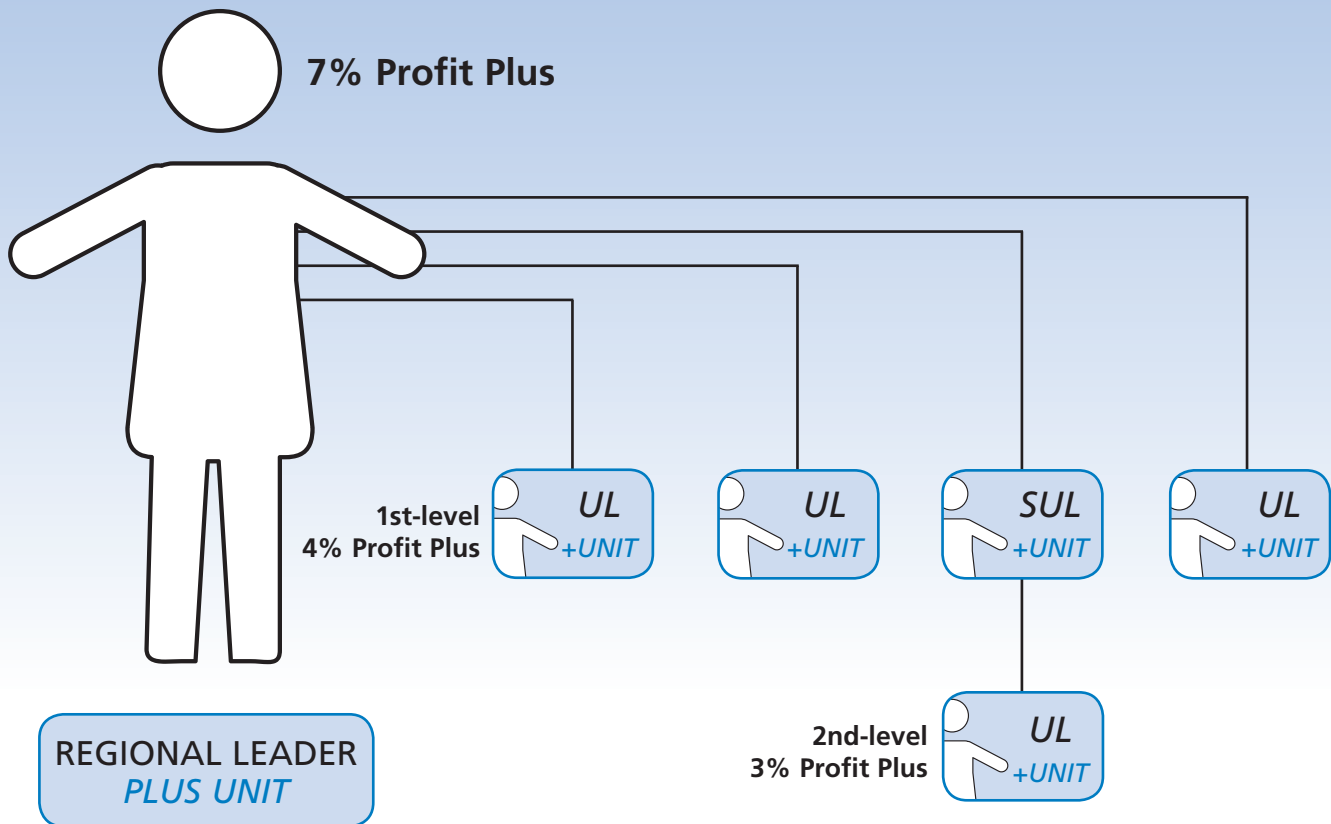 7% Profit Plus
1st-level
4% Profit Plus
UL
+UNIT
UL
+UNIT
SUL
+UNIT
UL
+UNIT
2nd-level
3% Profit Plus
UL
+UNIT
REGIONAL LEADER
PLUS UNIT